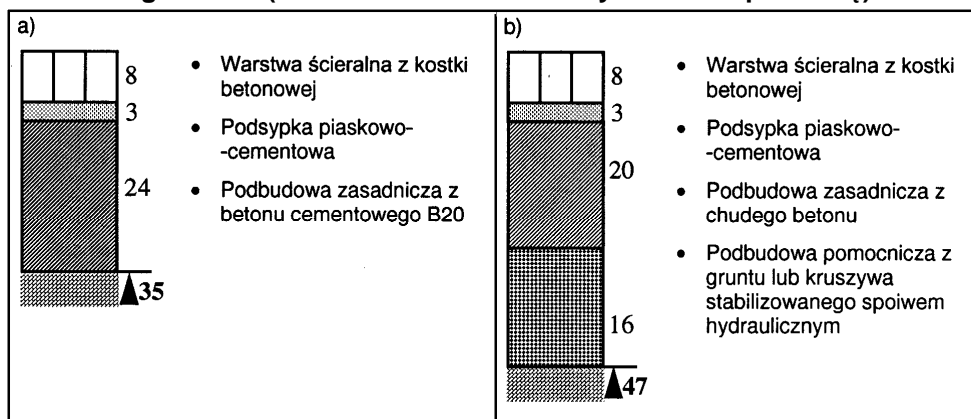 a)
8
3
24
35
• Warstwa ścieralna z kostki
betonowej
• Podsypka piaskowo-
-cementowa
• Podbudowa zasadnicza z
betonu cementowego B20
b)
8
3
20
16
47
• Warstwa ścieralna z kostki
betonowej
• Podsypka piaskowo-
-cementowa
• Podbudowa zasadnicza z
chudego betonu
• Podbudowa pomocnicza z
gruntu lub kruszywa
stabilizowanego spoiwem
hydraulicznym